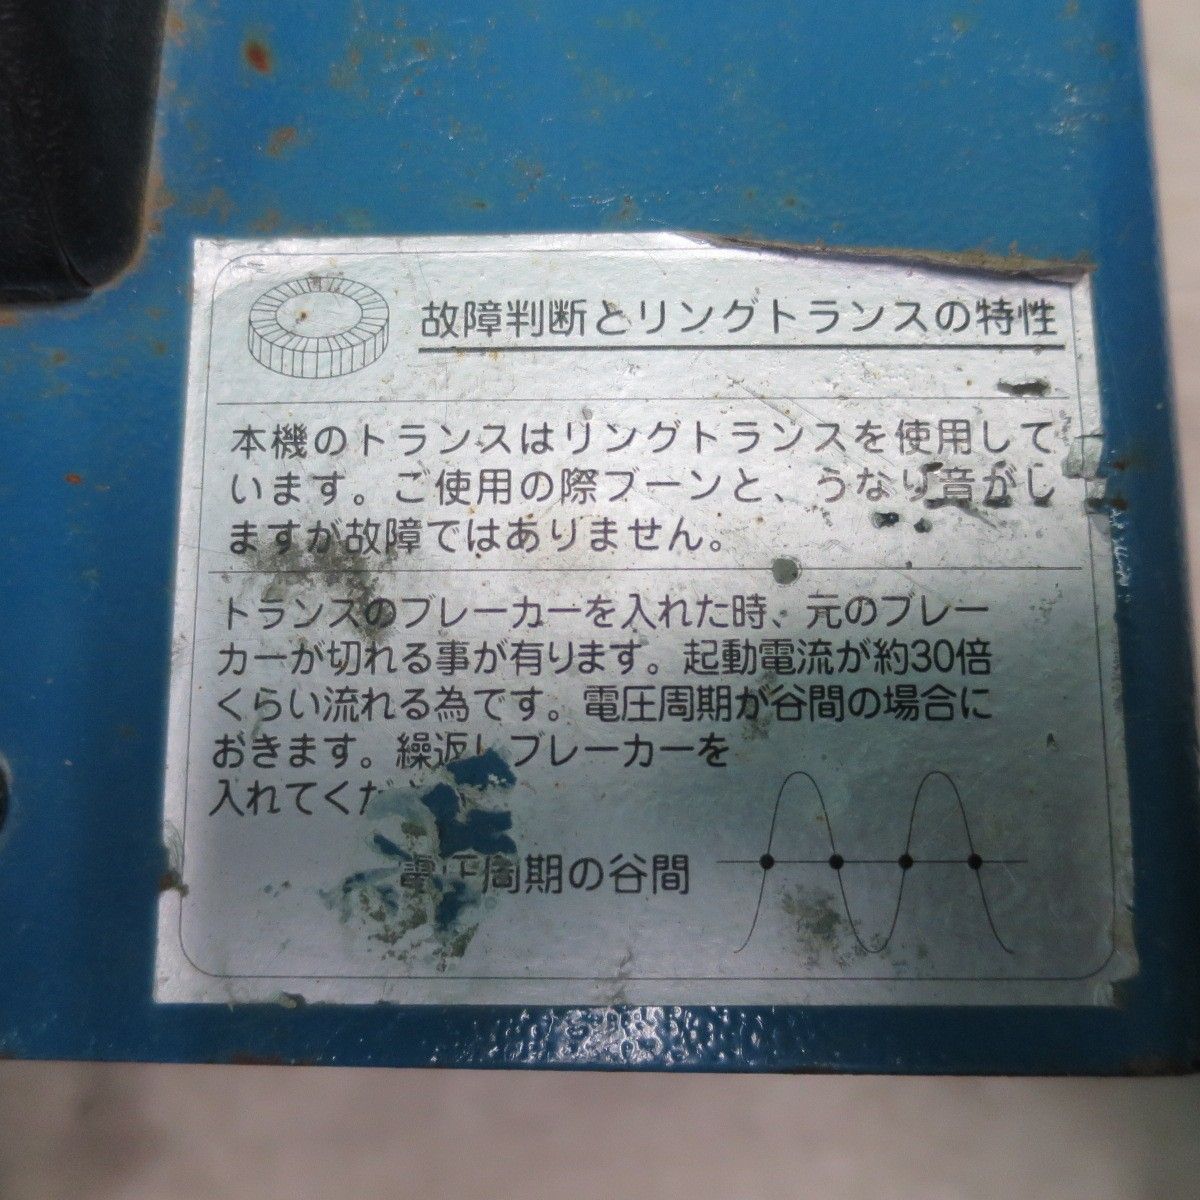 故障判断とリングトランスの特性
本機のトランスはリングトランスを使用して
います。ご使用の際ブーンと、うなり音がし
ますが故障ではありません。
トランスのブレーカーを入れた時、元のブレー
カーが切れる事が有ります。起動電流が約30倍
くらい流れる為です。電圧周期が谷間の場合に
おきます。繰返しブレーカーを
入れてくだ
電圧周期の谷間